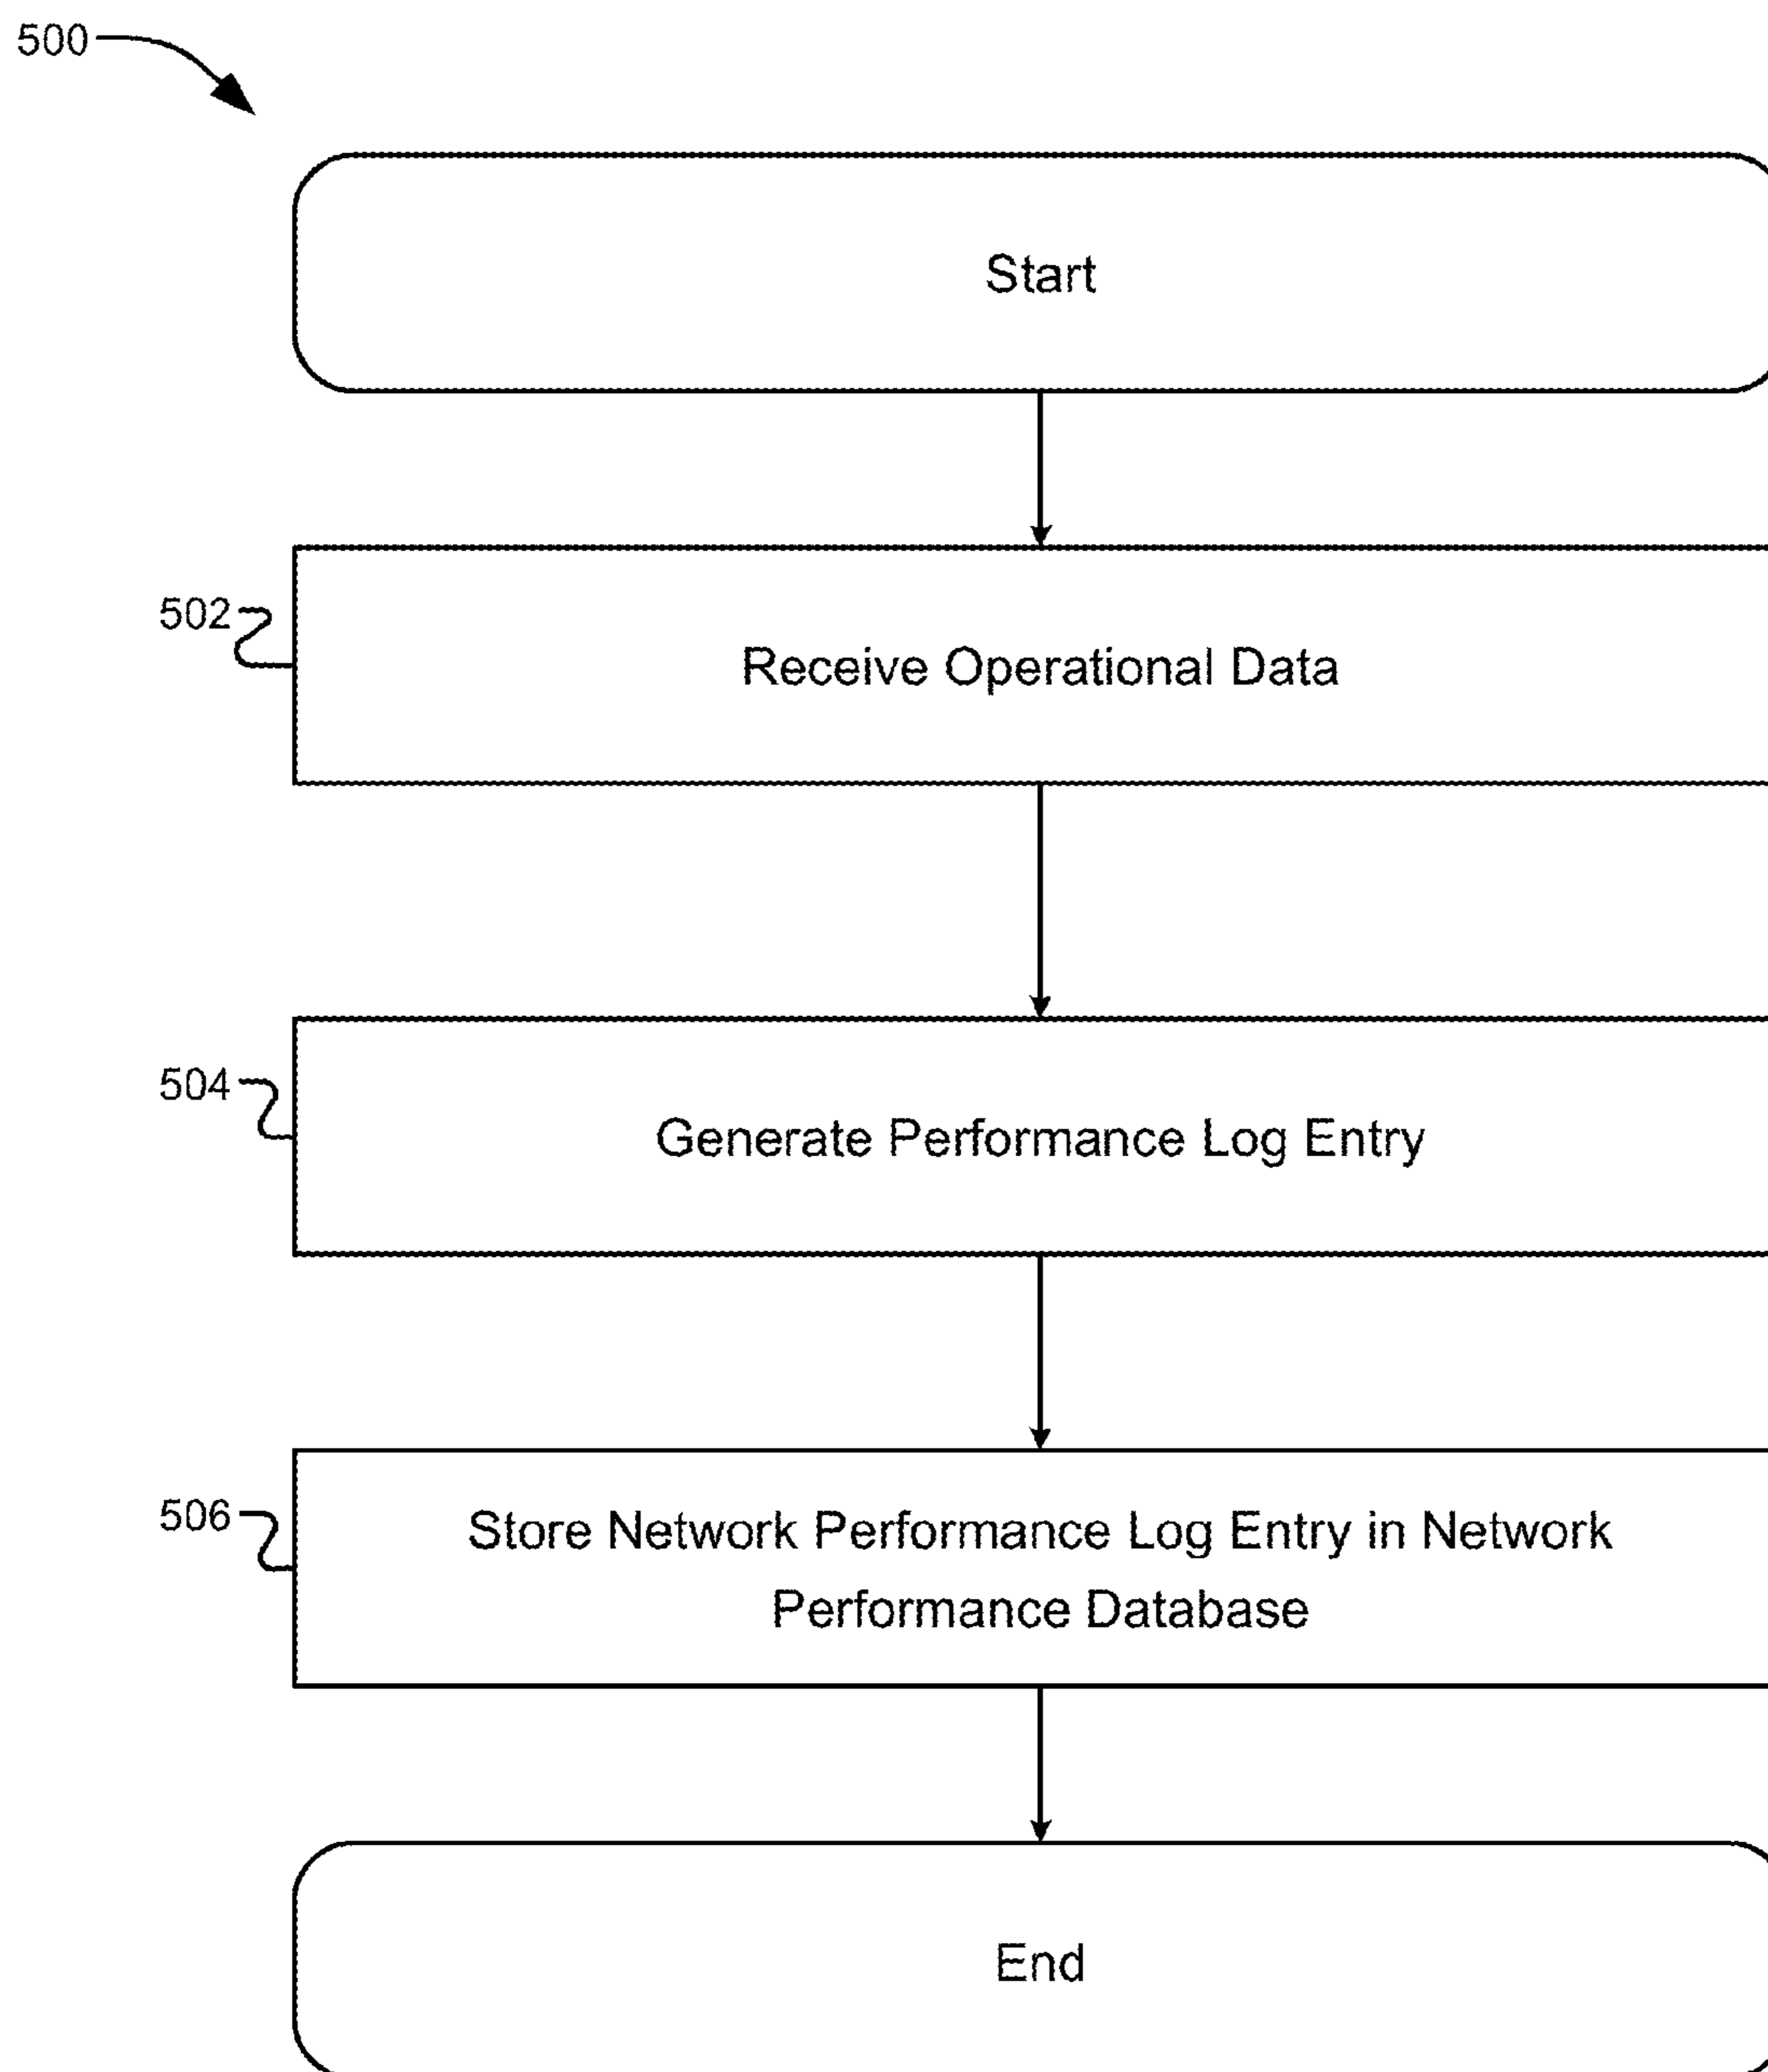 500
Start
502
Receive Operational Data
504
Generate Performance Log Entry
506
Store Network Performance Log Entry in Network
Performance Database
End